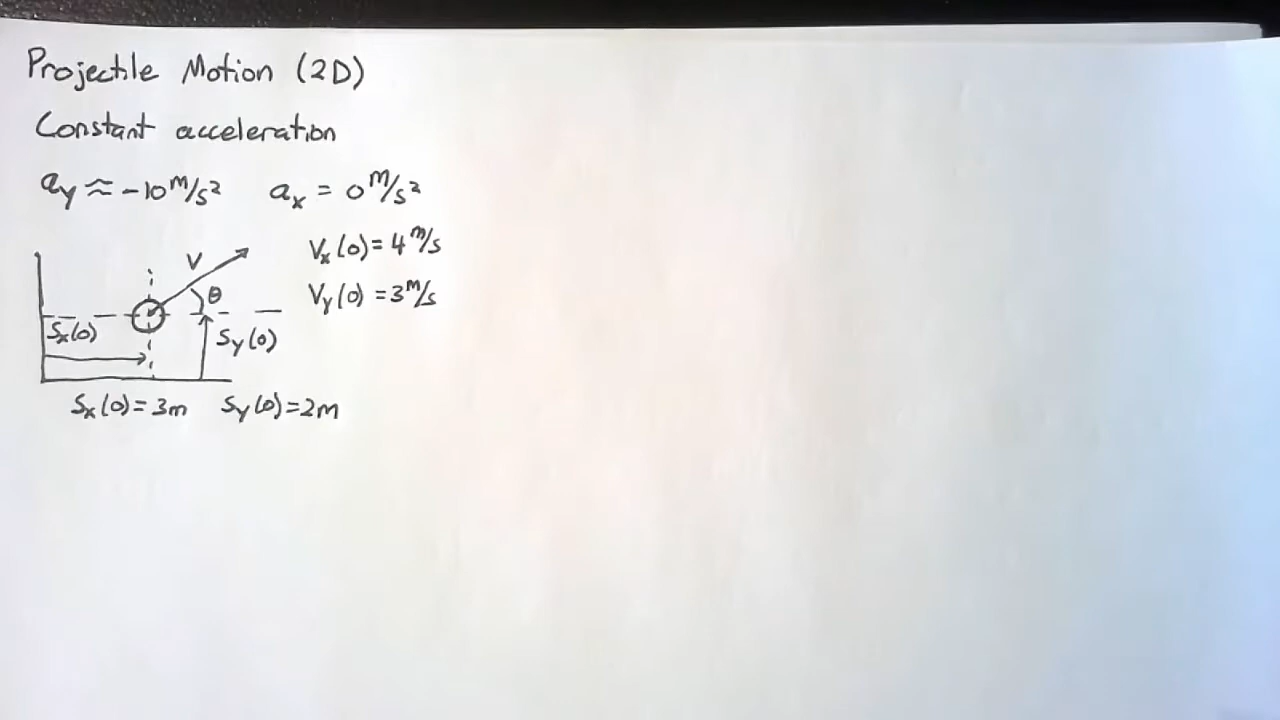 Projectile Motion (2D)
Constant acceleration
ay ≈ -10 m/s² ax = 0 m/s²
Vx(0) = 4 m/s
V
θ
Vy(0) = 3 m/s
Sx(0)
Sy(0)
Sx(0) = 3m Sy(0) = 2m